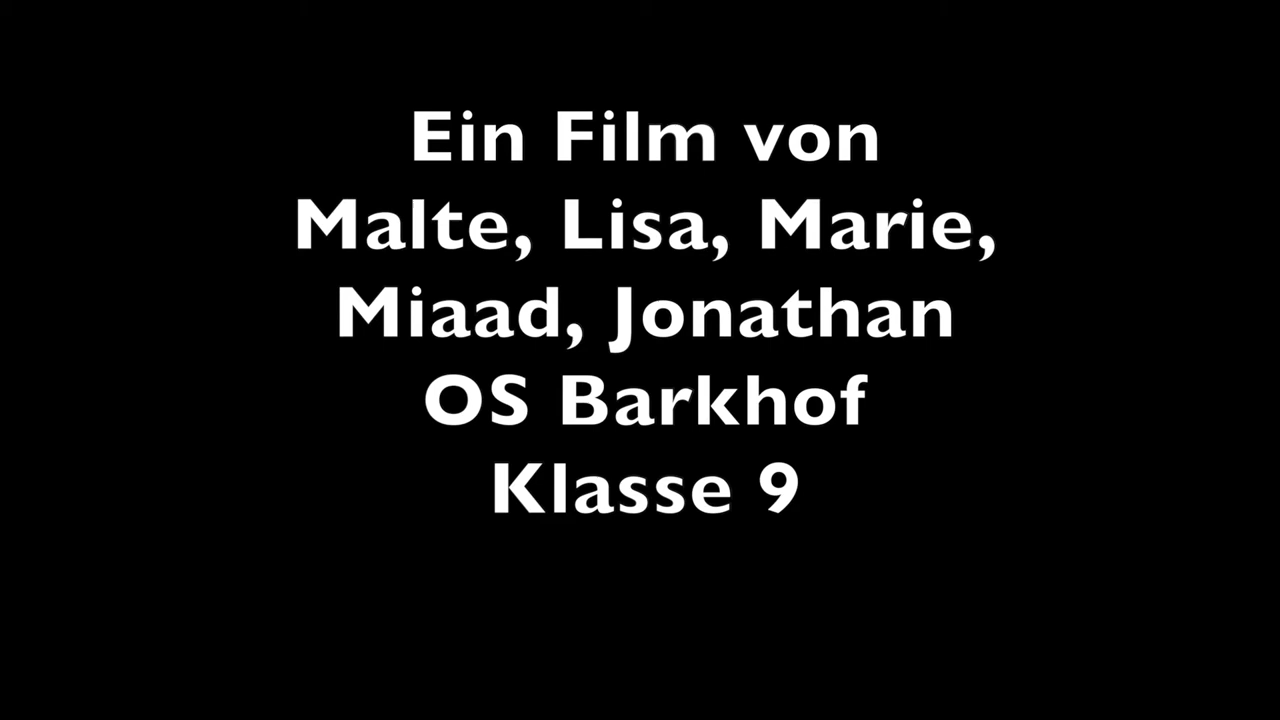 Ein Film von
Malte, Lisa, Marie,
Miaad, Jonathan
OS Barkhof
Klasse 9